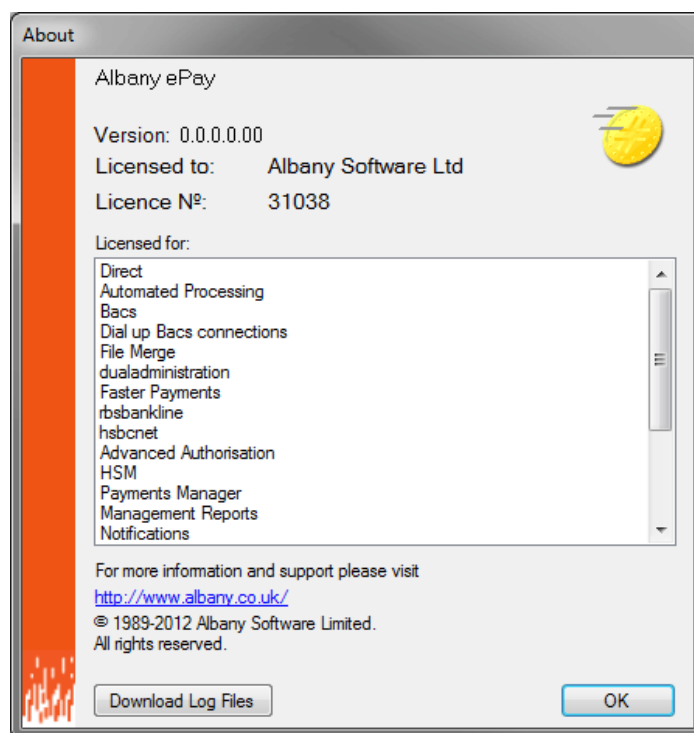 About
Albany ePay
Version: 0.0.0.0.00
Licensed to: Albany Software Ltd
Licence Nº: 31038
Licensed for:
Direct
Automated Processing
Bacs
Dial up Bacs connections
File Merge
dualadministration
Faster Payments
rbsbankline
hsbcnet
Advanced Authorisation
HSM
Payments Manager
Management Reports
Notifications
For more information and support please visit
http://www.albany.co.uk/
© 1989-2012 Albany Software Limited.
All rights reserved.
Download Log Files OK